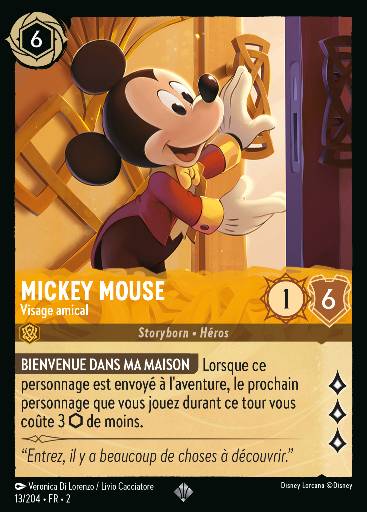 6
MICKEY MOUSE
Visage amical
1
6
Storyborn • Héros
BIENVENUE DANS MA MAISON Lorsque ce
personnage est envoyé à l'aventure, le prochain
personnage que vous jouez durant ce tour vous
coûte 3 de moins.
“Entrez, il y a beaucoup de choses à découvrir.”
Veronica Di Lorenzo / Livio Cacciatore
Disney Lorcana ©Disney
13/204 • FR • 2